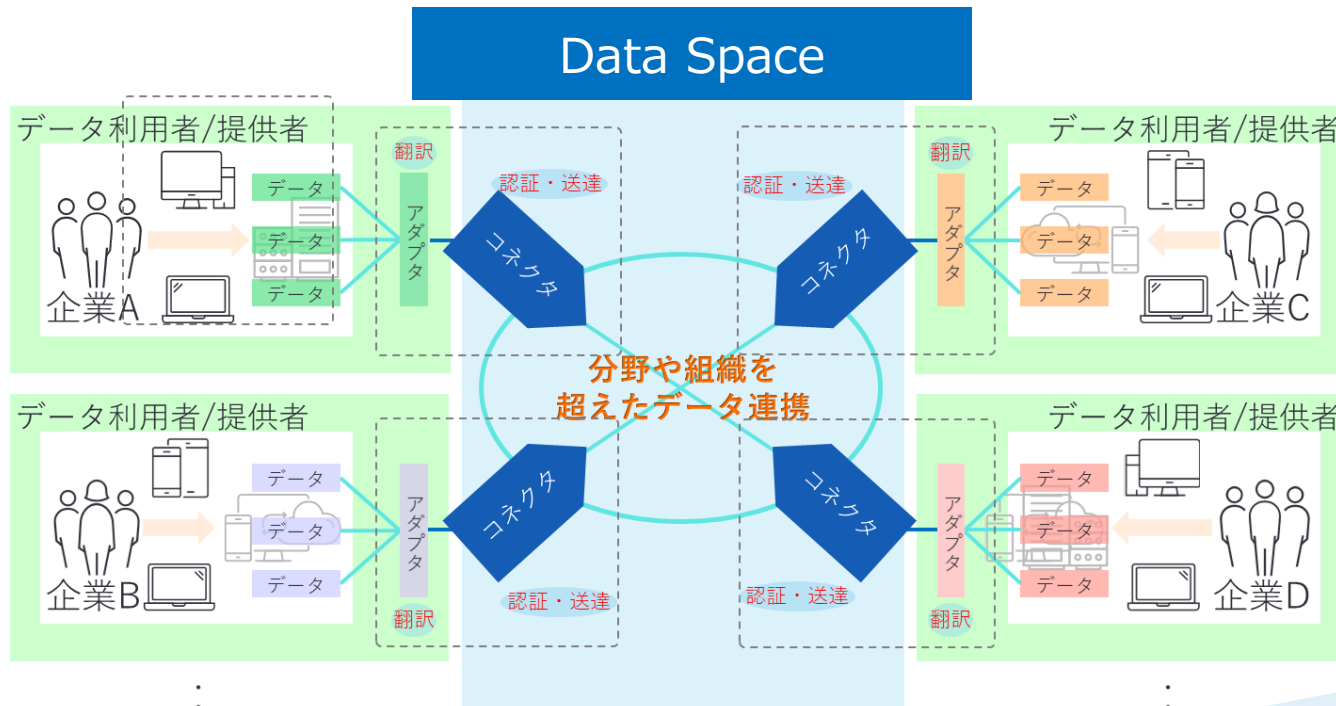 Data Space
データ利用者/提供者
翻訳
認証・送達
データ
データ
データ
アダプタ
コネクタ
企業A
認証・送達
翻訳
データ利用者/提供者
コネクタ
アダプタ
データ
データ
データ
企業C
分野や組織を
超えたデータ連携
データ利用者/提供者
データ
データ
データ
アダプタ
コネクタ
企業B
翻訳
認証・送達
データ利用者/提供者
コネクタ
アダプタ
データ
データ
データ
企業D
認証・送達
翻訳